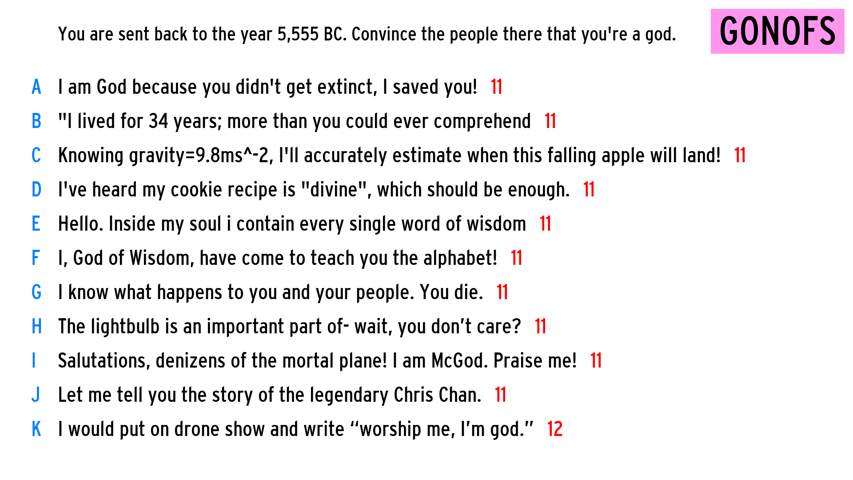 You are sent back to the year 5,555 BC. Convince the people there that you're a god.
GONOFS
A I am God because you didn't get extinct, I saved you! 11
B "I lived for 34 years; more than you could ever comprehend 11
C Knowing gravity=9.8ms^-2, I'll accurately estimate when this falling apple will land! 11
D I've heard my cookie recipe is "divine", which should be enough. 11
E Hello. Inside my soul i contain every single word of wisdom 11
F I, God of Wisdom, have come to teach you the alphabet! 11
G I know what happens to you and your people. You die. 11
H The lightbulb is an important part of- wait, you don’t care? 11
I Salutations, denizens of the mortal plane! I am McGod. Praise me! 11
J Let me tell you the story of the legendary Chris Chan. 11
K I would put on drone show and write “worship me, I’m god.” 12